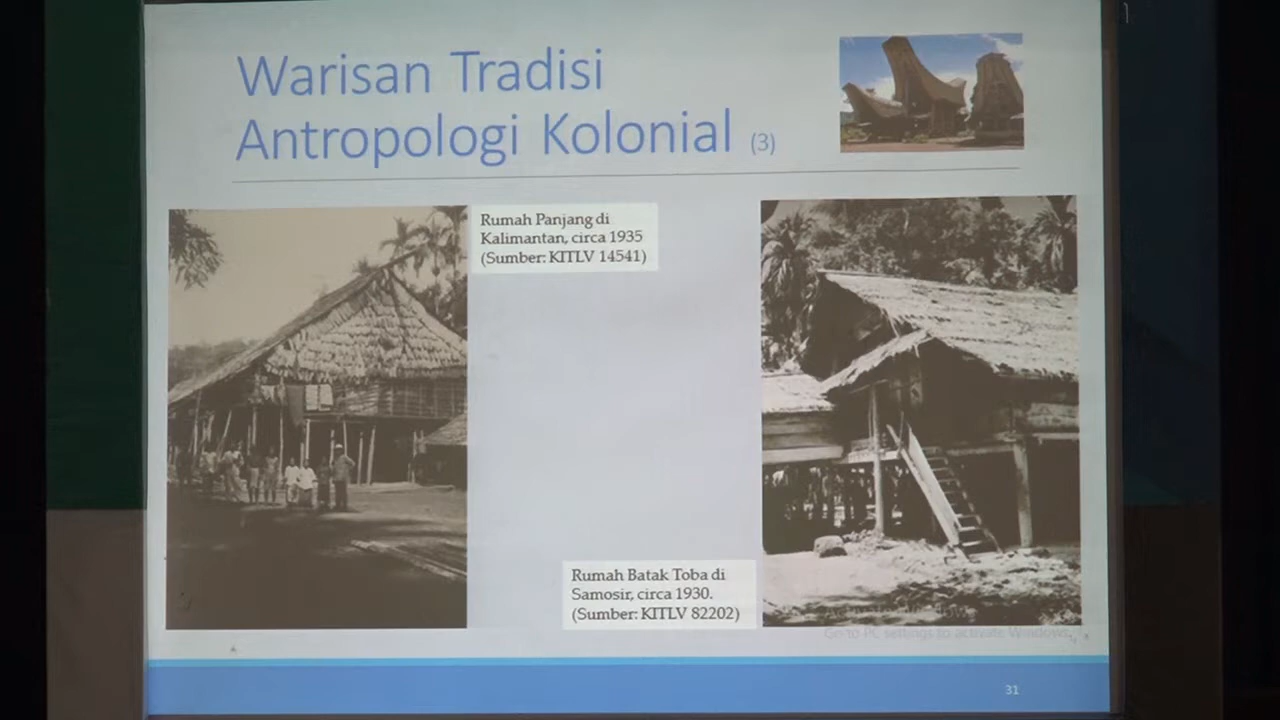 Warisan Tradisi
Antropologi Kolonial (3)
Rumah Panjang di
Kalimantan, circa 1935
(Sumber: KITLV 14541)
Rumah Batak Toba di
Samosir, circa 1930.
(Sumber: KITLV 82202)
Go to PC settings to activate Windows.
31